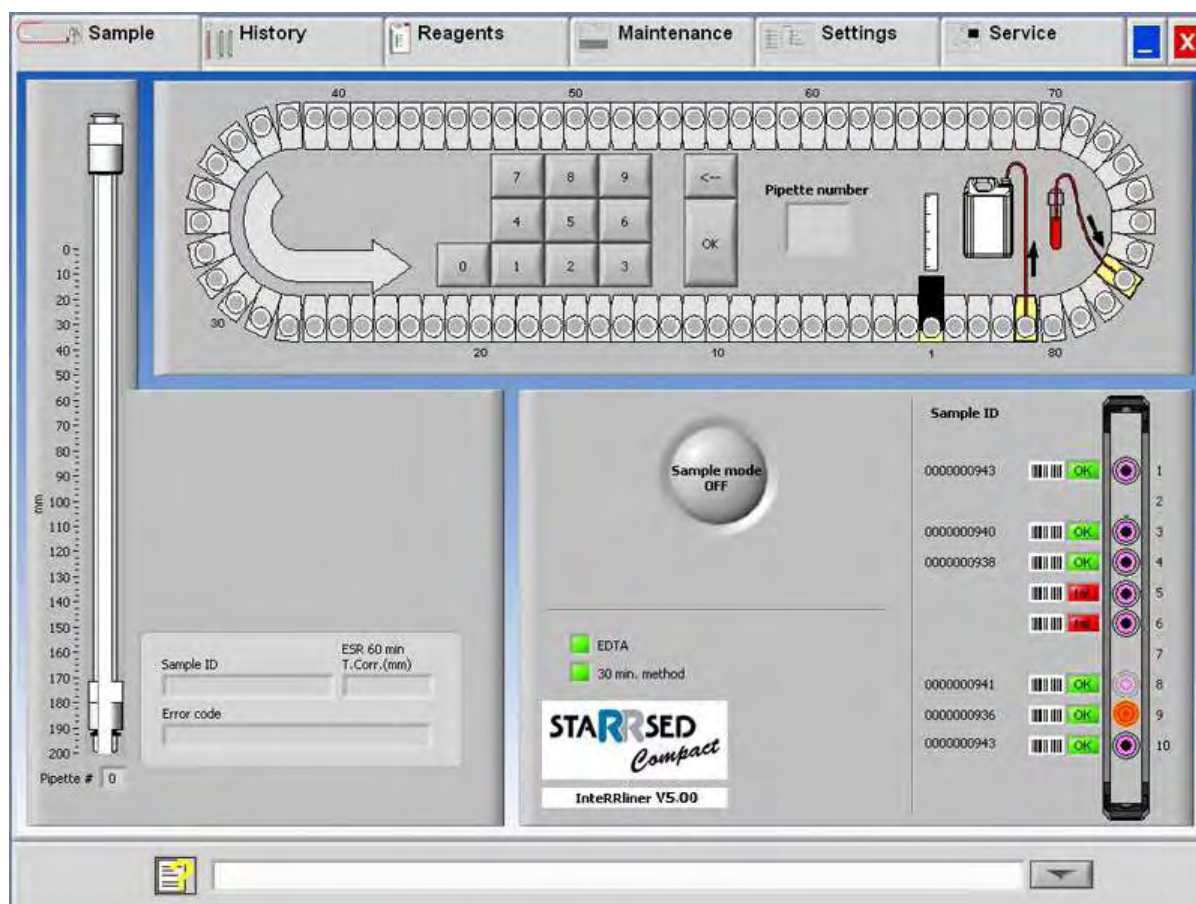 Sample
History
Reagents
Maintenance
Settings
Service
_
X
40
50
60
70
7
8
9
<--
Pipette number
4
5
6
OK
0
1
2
3
30
20
10
1
80
0
10
20
30
40
50
60
70
80
90
100
110
120
130
140
150
160
170
180
190
200
mm
Pipette # 0
Sample ID
ESR 60 min
T.Corr.(mm)
Error code
Sample mode
OFF
EDTA
30 min. method
STARRSED
Compact
InteRRliner V5.00
Sample ID
0000000943 OK 1
2
0000000940 OK 3
0000000938 OK 4
5
6
7
0000000941 OK 8
0000000936 OK 9
0000000943 OK 10
?